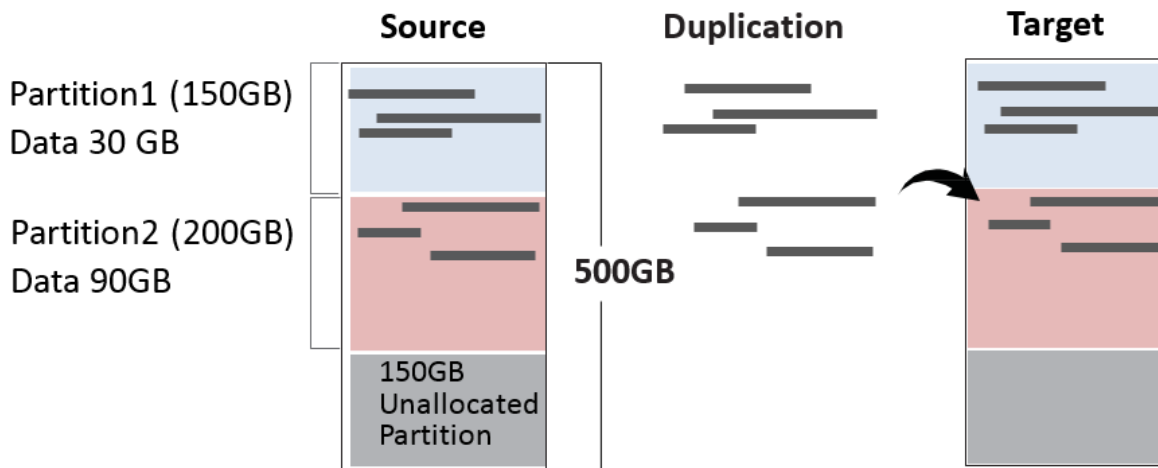 Source
Duplication
Target
Partition1 (150GB)
Data 30 GB
Partition2 (200GB)
Data 90GB
500GB
150GB
Unallocated
Partition